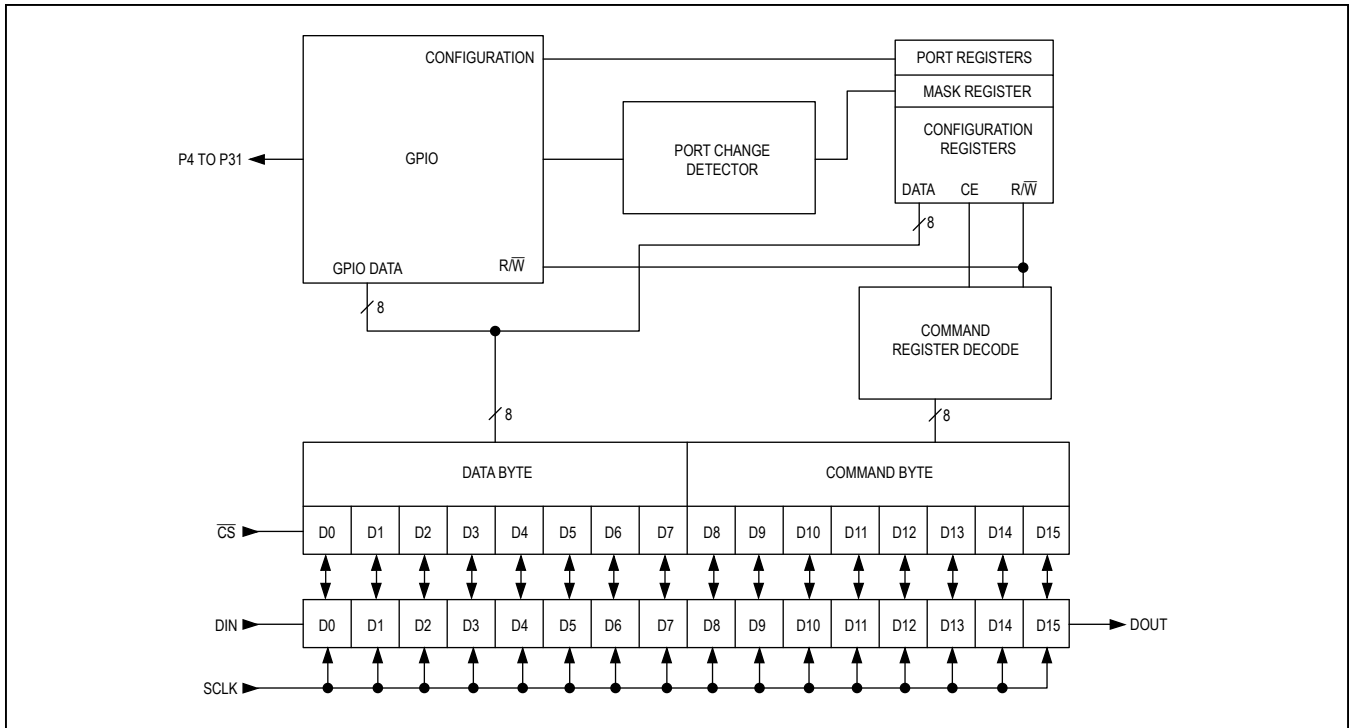 CONFIGURATION
PORT REGISTERS
MASK REGISTER
CONFIGURATION
REGISTERS
P4 TO P31
GPIO
PORT CHANGE
DETECTOR
DATA CE R/W̅
8
GPIO DATA R/W̅
8
COMMAND
REGISTER DECODE
8 8
DATA BYTE COMMAND BYTE
C̅S̅ D0 D1 D2 D3 D4 D5 D6 D7 D8 D9 D10 D11 D12 D13 D14 D15
DIN D0 D1 D2 D3 D4 D5 D6 D7 D8 D9 D10 D11 D12 D13 D14 D15 DOUT
SCLK